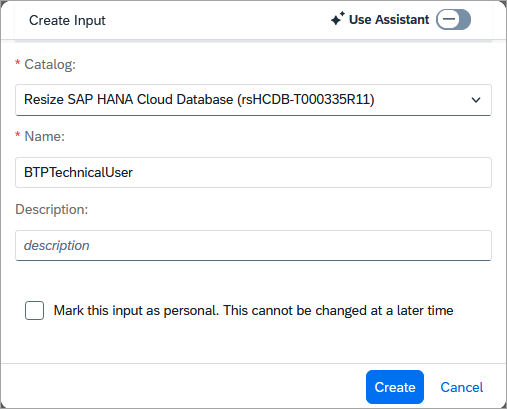 Create Input
Use Assistant
* Catalog:
Resize SAP HANA Cloud Database (rsHCDB-T000335R11)
* Name:
BTPTechnicalUser
Description:
description
Mark this input as personal. This cannot be changed at a later time
Create
Cancel